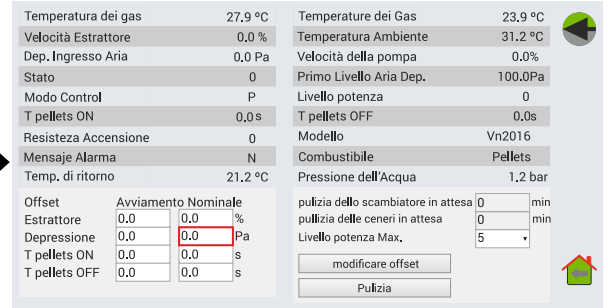 Temperatura dei gas 27.9 ºC
Velocità Estrattore 0.0 %
Dep. Ingresso Aria 0.0 Pa
Stato 0
Modo Control P
T pellets ON 0.0s
Resisteza Accensione 0
Mensaje Alarma N
Temp. di ritorno 21.2 ºC
Offset Avviamento Nominale
Estrattore 0.0 0.0 %
Depressione 0.0 0.0 Pa
T pellets ON 0.0 0.0 s
T pellets OFF 0.0 0.0 s
Temperature dei Gas 23.9 ºC
Temperatura Ambiente 31.2 ºC
Velocità della pompa 0.0%
Primo Livello Aria Dep. 100.0Pa
Livello potenza 0
T pellets OFF 0.0s
Modello Vn2016
Combustibile Pellets
Pressione dell'Acqua 1.2 bar
pulizia dello scambiatore in attesa 0 min
pullizia delle ceneri in attesa 0 min
Livello potenza Max. 5
modificare offset
Pulizia